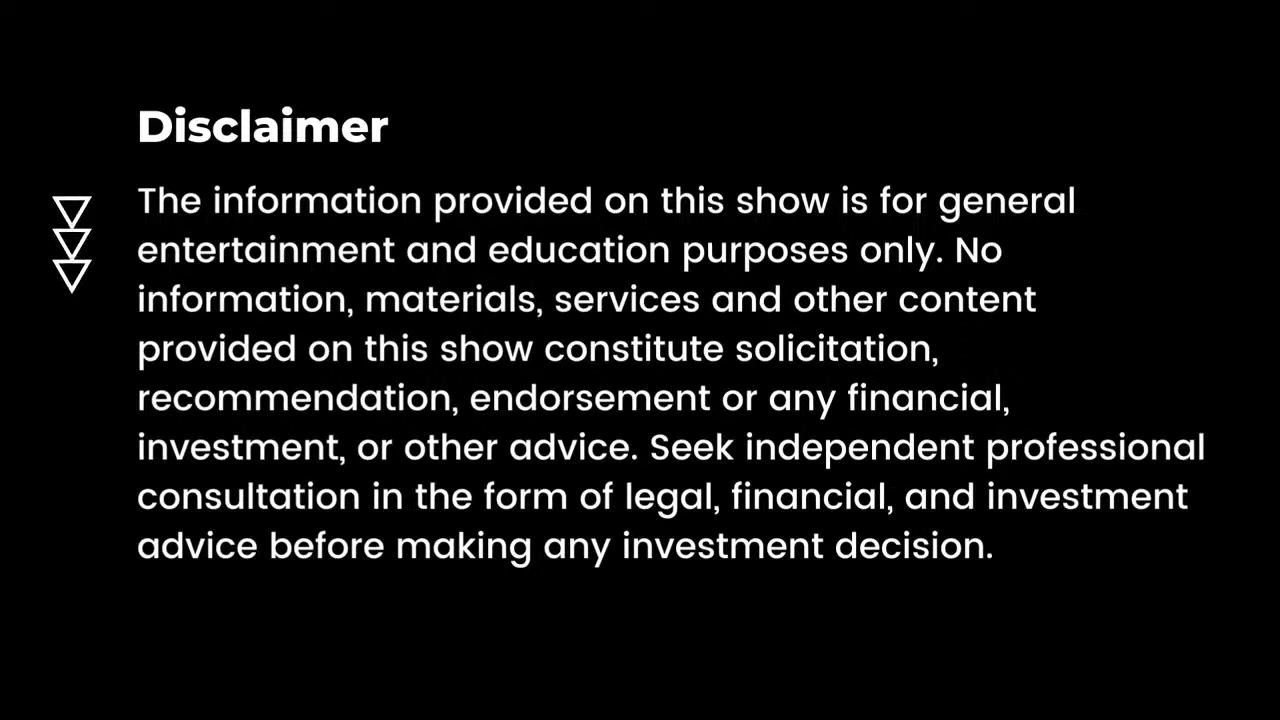 Disclaimer
The information provided on this show is for general
entertainment and education purposes only. No
information, materials, services and other content
provided on this show constitute solicitation,
recommendation, endorsement or any financial,
investment, or other advice. Seek independent professional
consultation in the form of legal, financial, and investment
advice before making any investment decision.